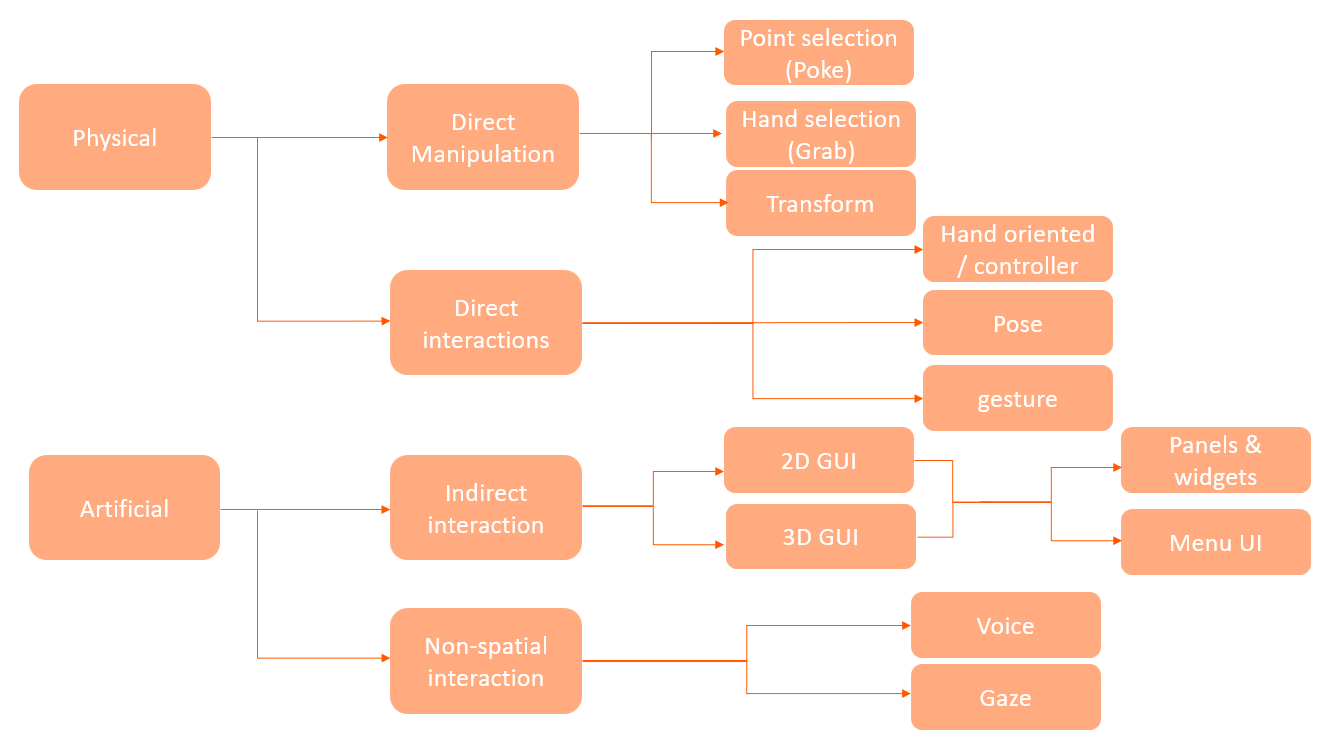 Physical
Direct
Manipulation
Point selection
(Poke)
Hand selection
(Grab)
Transform
Direct
interactions
Hand oriented
/ controller
Pose
gesture
Artificial
Indirect
interaction
2D GUI
3D GUI
Panels &
widgets
Menu UI
Non-spatial
interaction
Voice
Gaze